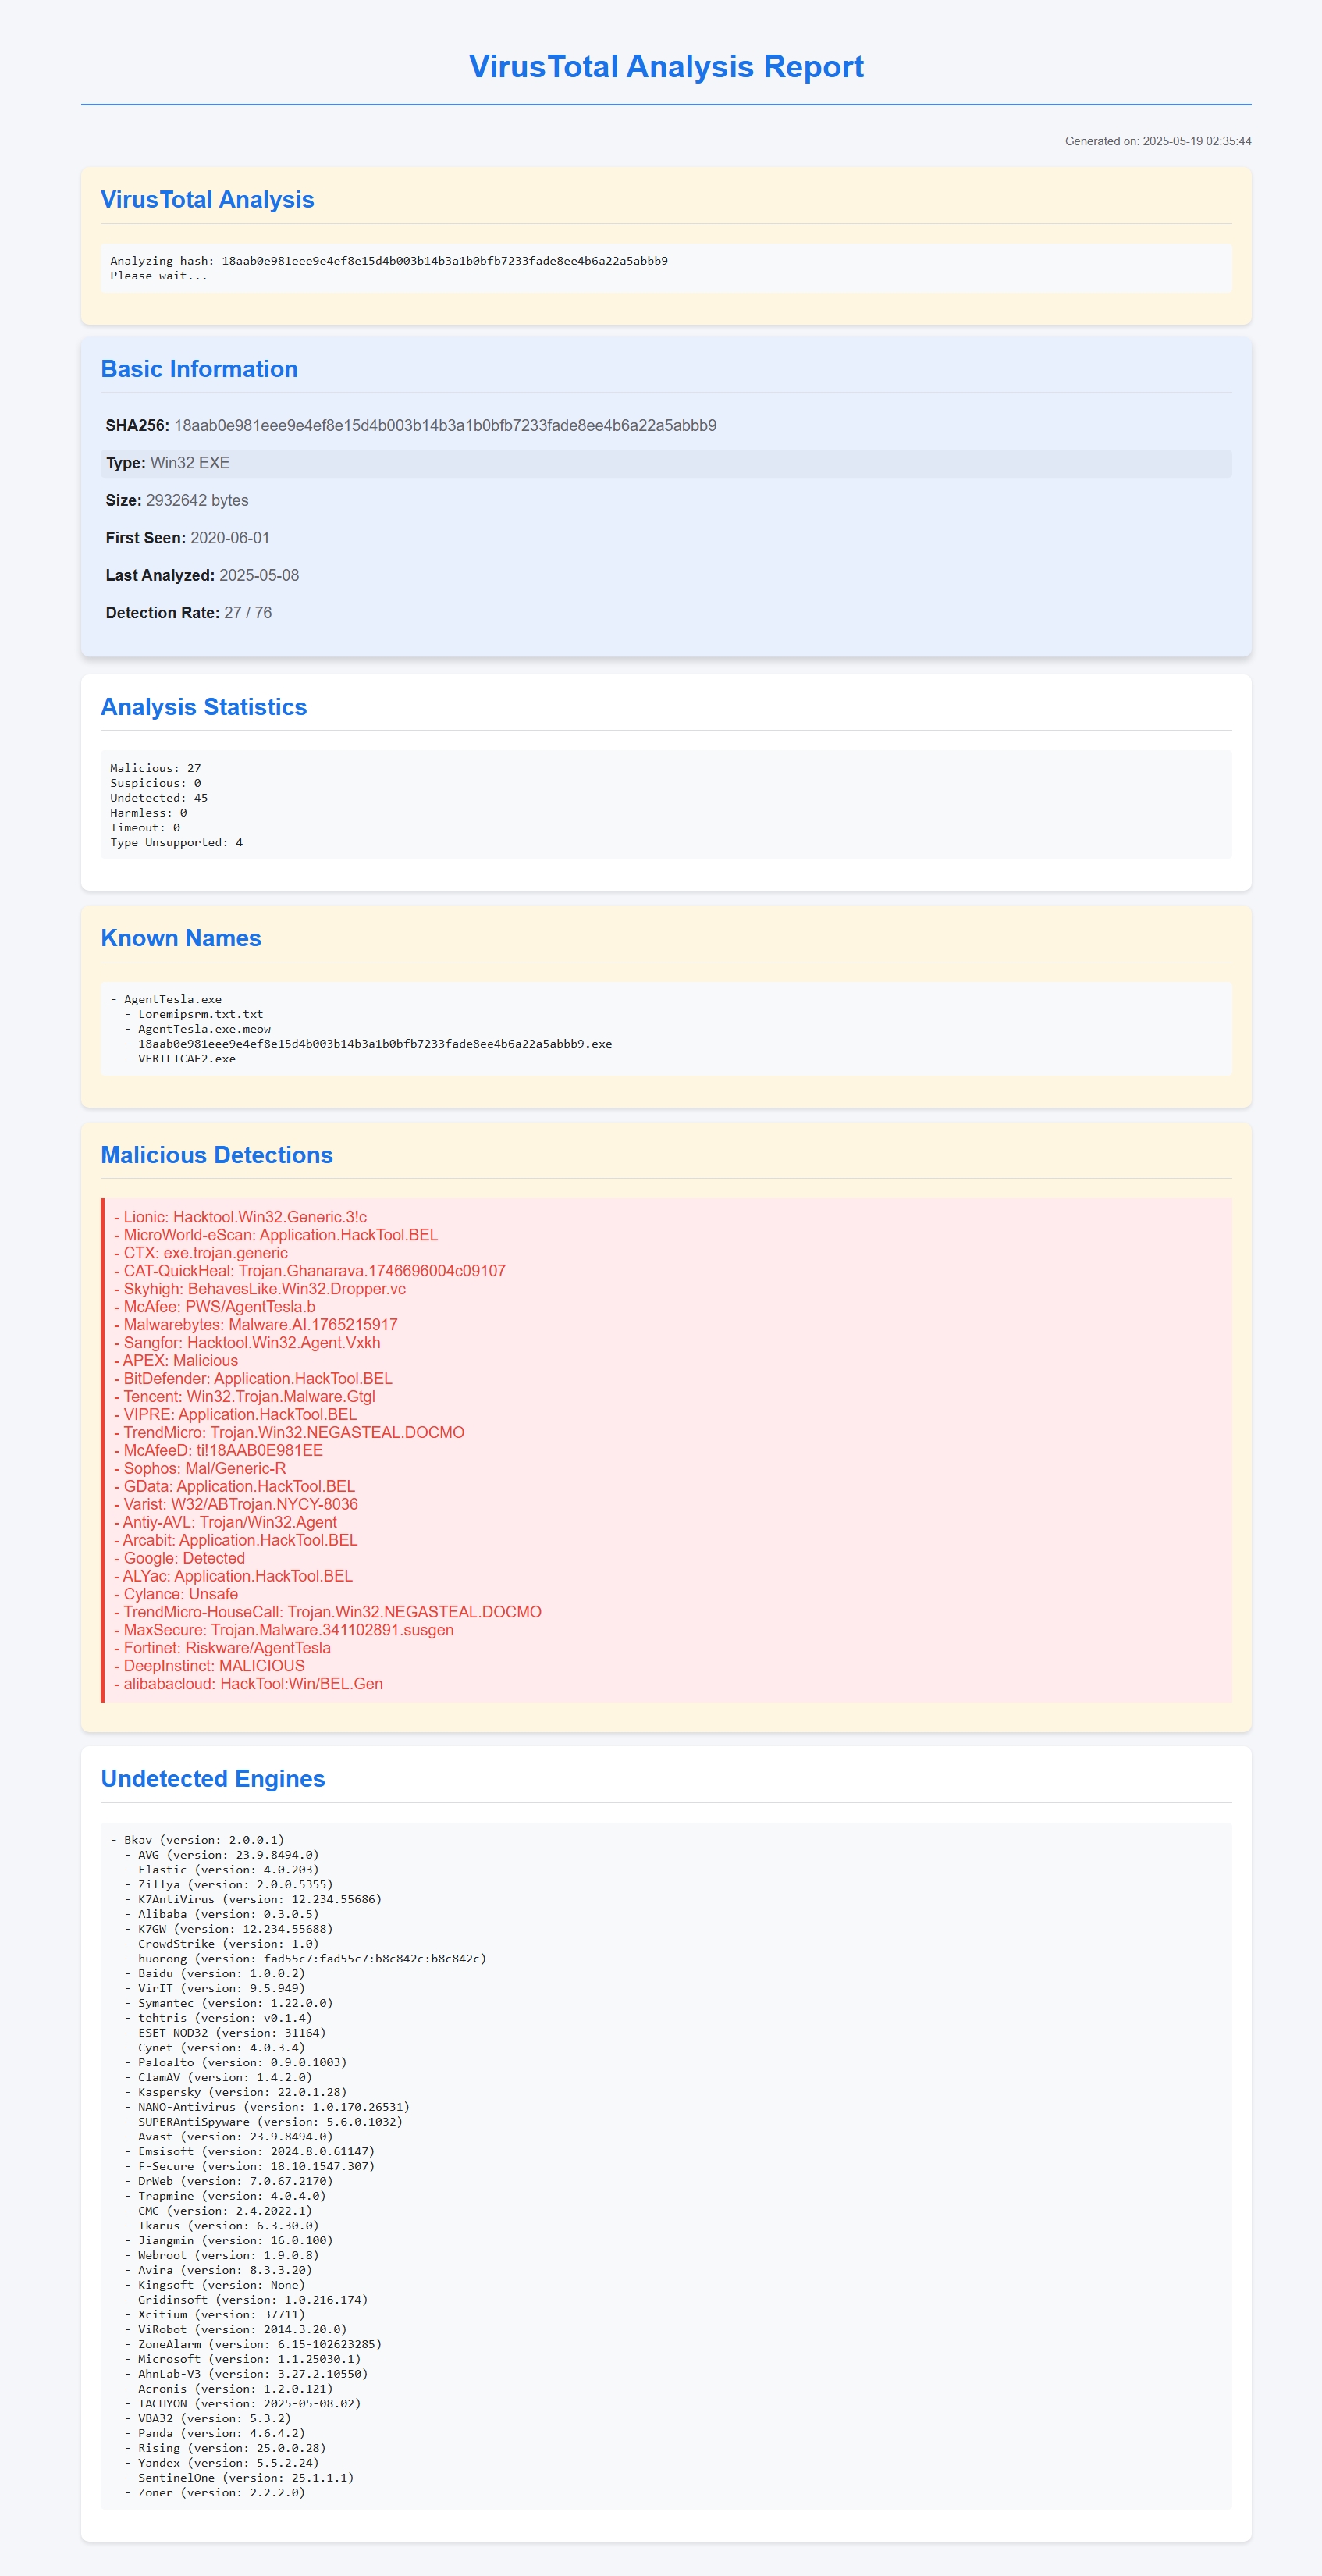 VirusTotal Analysis Report
Generated on: 2025-05-19 02:35:44
VirusTotal Analysis
Analyzing hash: 18aab0e981eee9e4ef8e15d4b003b14b3a1b0bfb7233fade8ee4b6a22a5abbb9
Please wait...
Basic Information
SHA256: 18aab0e981eee9e4ef8e15d4b003b14b3a1b0bfb7233fade8ee4b6a22a5abbb9
Type: Win32 EXE
Size: 2932642 bytes
First Seen: 2020-06-01
Last Analyzed: 2025-05-08
Detection Rate: 27 / 76
Analysis Statistics
Malicious: 27
Suspicious: 0
Undetected: 45
Harmless: 0
Timeout: 0
Type Unsupported: 4
Known Names
- AgentTesla.exe
- Loremipsrm.txt.txt
- AgentTesla.exe.meow
- 18aab0e981eee9e4ef8e15d4b003b14b3a1b0bfb7233fade8ee4b6a22a5abbb9.exe
- VERIFICAE2.exe
Malicious Detections
- Lionic: Hacktool.Win32.Generic.3!c
- MicroWorld-eScan: Application.HackTool.BEL
- CTX: exe.trojan.generic
- CAT-QuickHeal: Trojan.Ghanarava.1746696004c09107
- Skyhigh: BehavesLike.Win32.Dropper.vc
- McAfee: PWS/AgentTesla.b
- Malwarebytes: Malware.AI.1765215917
- Sangfor: Hacktool.Win32.Agent.Vxkh
- APEX: Malicious
- BitDefender: Application.HackTool.BEL
- Tencent: Win32.Trojan.Malware.Gtgl
- VIPRE: Application.HackTool.BEL
- TrendMicro: Trojan.Win32.NEGASTEAL.DOCMO
- McAfeeD: ti!18AAB0E981EE
- Sophos: Mal/Generic-R
- GData: Application.HackTool.BEL
- Varist: W32/ABTrojan.NYCY-8036
- Antiy-AVL: Trojan/Win32.Agent
- Arcabit: Application.HackTool.BEL
- Google: Detected
- ALYac: Application.HackTool.BEL
- Cylance: Unsafe
- TrendMicro-HouseCall: Trojan.Win32.NEGASTEAL.DOCMO
- MaxSecure: Trojan.Malware.341102891.susgen
- Fortinet: Riskware/AgentTesla
- DeepInstinct: MALICIOUS
- alibabacloud: HackTool:Win/BEL.Gen
Undetected Engines
- Bkav (version: 2.0.0.1)
- AVG (version: 23.9.8494.0)
- Elastic (version: 4.0.203)
- Zillya (version: 2.0.0.5355)
- K7AntiVirus (version: 12.234.55686)
- Alibaba (version: 0.3.0.5)
- K7GW (version: 12.234.55688)
- CrowdStrike (version: 1.0)
- huorong (version: fad55c7:fad55c7:b8c842c:b8c842c)
- Baidu (version: 1.0.0.2)
- VirIT (version: 9.5.949)
- Symantec (version: 1.22.0.0)
- tehtris (version: v0.1.4)
- ESET-NOD32 (version: 31164)
- Cynet (version: 4.0.3.4)
- Paloalto (version: 0.9.0.1003)
- ClamAV (version: 1.4.2.0)
- Kaspersky (version: 22.0.1.28)
- NANO-Antivirus (version: 1.0.170.26531)
- SUPERAntiSpyware (version: 5.6.0.1032)
- Avast (version: 23.9.8494.0)
- Emsisoft (version: 2024.8.0.61147)
- F-Secure (version: 18.10.1547.307)
- DrWeb (version: 7.0.67.2170)
- Trapmine (version: 4.0.4.0)
- CMC (version: 2.4.2022.1)
- Ikarus (version: 6.3.30.0)
- Jiangmin (version: 16.0.100)
- Webroot (version: 1.9.0.8)
- Avira (version: 8.3.3.20)
- Kingsoft (version: None)
- Gridinsoft (version: 1.0.216.174)
- Xcitium (version: 37711)
- ViRobot (version: 2014.3.20.0)
- ZoneAlarm (version: 6.15-102623285)
- Microsoft (version: 1.1.25030.1)
- AhnLab-V3 (version: 3.27.2.10550)
- Acronis (version: 1.2.0.121)
- TACHYON (version: 2025-05-08.02)
- VBA32 (version: 5.3.2)
- Panda (version: 4.6.4.2)
- Rising (version: 25.0.0.28)
- Yandex (version: 5.5.2.24)
- SentinelOne (version: 25.1.1.1)
- Zoner (version: 2.2.2.0)